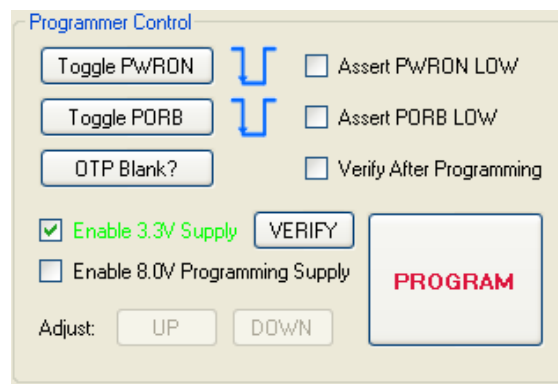 Programmer Control
Toggle PWRON Assert PWRON LOW
Toggle PORB Assert PORB LOW
OTP Blank? Verify After Programming
Enable 3.3V Supply VERIFY
Enable 8.0V Programming Supply
PROGRAM
Adjust: UP DOWN